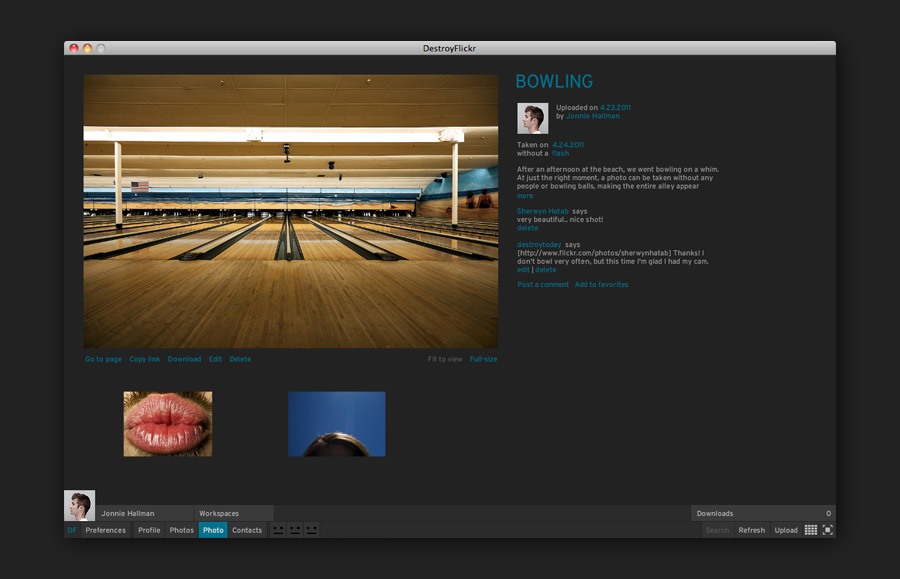 DestroyFlickr
BOWLING
Uploaded on 4.23.2011
by Jonnie Hallman
Taken on 4.24.2011
without a flash
After an afternoon at the beach, we went bowling on a whim.
At just the right moment, a photo can be taken without any
people or bowling balls, making the entire alley appear
more
Sherwyn Hatab says
very beautiful.. nice shot!
delete
destroytoday says
[http://www.flickr.com/photos/sherwynhatab] Thanks! I
don't bowl very often, but this time I'm glad I had my cam.
edit | delete
Post a comment Add to favorites
Go to page Copy link Download Edit Delete
Fit to view Full-size
Jonnie Hallman Workspaces
Downloads 0
DF Preferences Profile Photos Photo Contacts
Search Refresh Upload